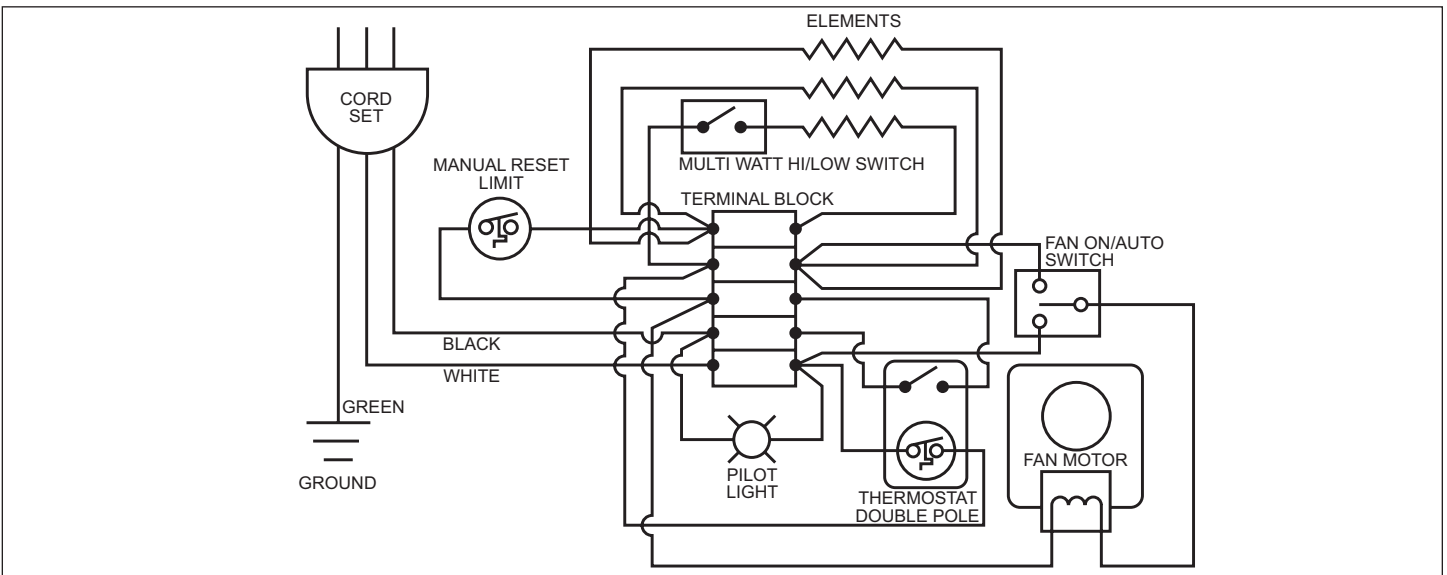 ELEMENTS
CORD
SET
MANUAL RESET
LIMIT
MULTI WATT HI/LOW SWITCH
TERMINAL BLOCK
FAN ON/AUTO
SWITCH
BLACK
WHITE
GREEN
GROUND
PILOT
LIGHT
THERMOSTAT
DOUBLE POLE
FAN MOTOR